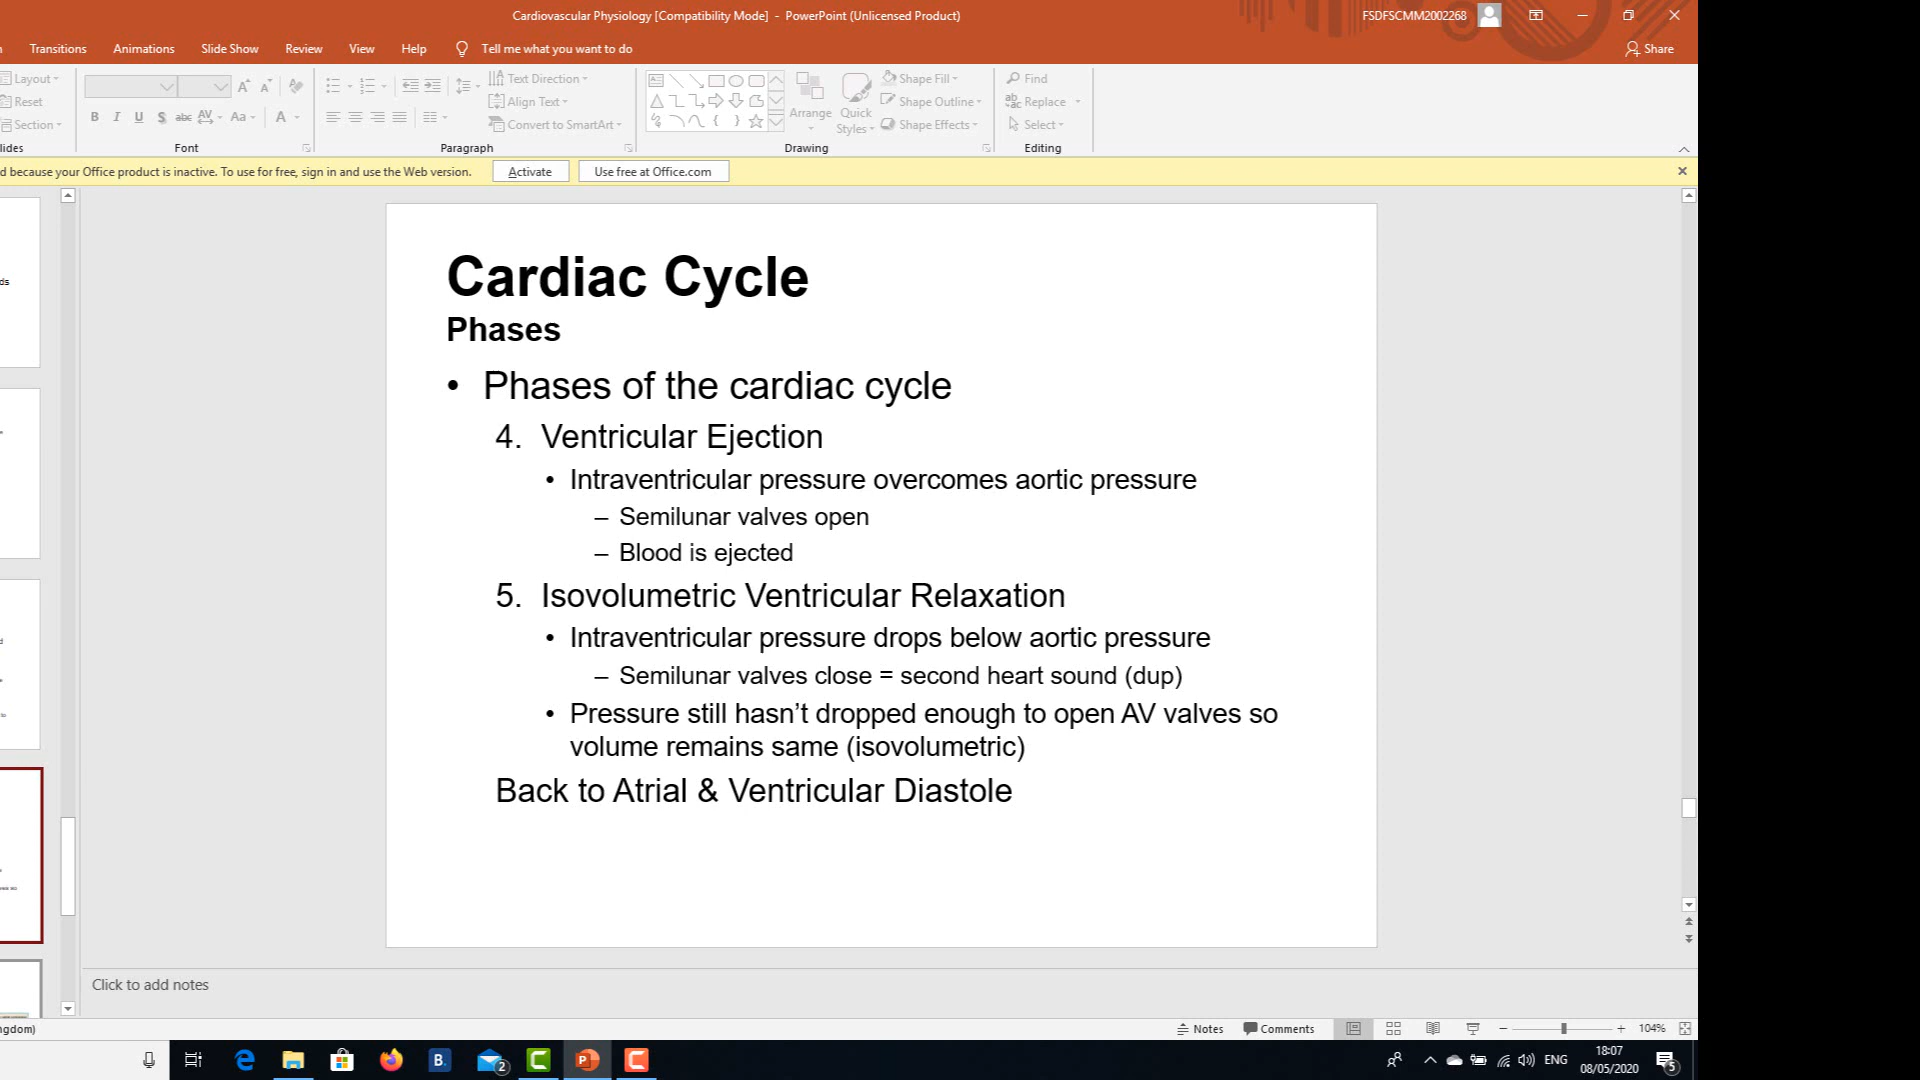 Cardiovascular Physiology [Compatibility Mode] - PowerPoint (Unlicensed Product)
FSDFSCMM2002268
Transitions Animations Slide Show Review View Help Tell me what you want to do
Share
Layout
Reset
Section
Text Direction
Align Text
Convert to SmartArt
Arrange
Quick Styles
Shape Fill
Shape Outline
Shape Effects
Find
Replace
Select
B I U S abc AV Aa A
Font Paragraph Drawing Editing
because your Office product is inactive. To use for free, sign in and use the Web version. Activate Use free at Office.com
Cardiac Cycle
Phases
• Phases of the cardiac cycle
4. Ventricular Ejection
• Intraventricular pressure overcomes aortic pressure
– Semilunar valves open
– Blood is ejected
5. Isovolumetric Ventricular Relaxation
• Intraventricular pressure drops below aortic pressure
– Semilunar valves close = second heart sound (dup)
• Pressure still hasn't dropped enough to open AV valves so
volume remains same (isovolumetric)
Back to Atrial & Ventricular Diastole
Click to add notes
Notes Comments 104%
ENG
18:07
08/05/2020